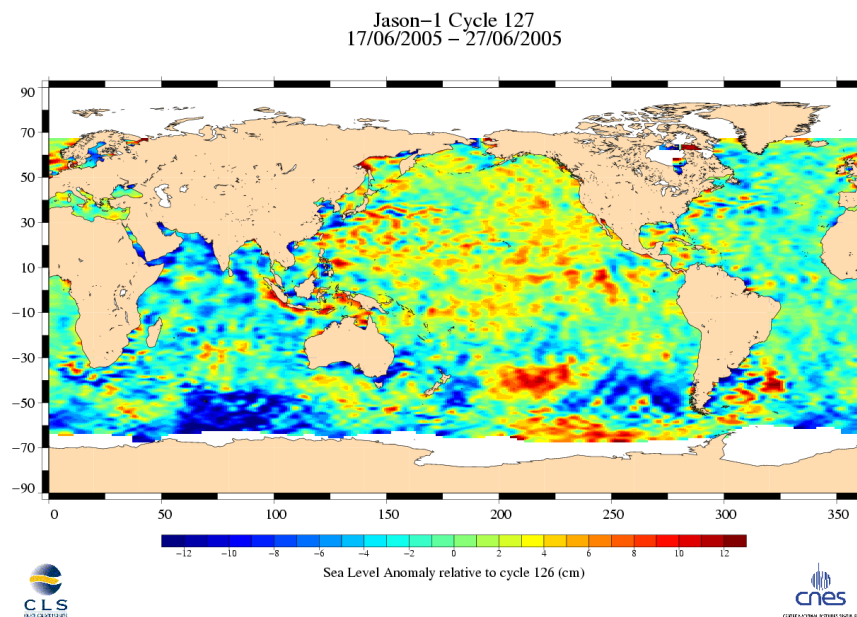 Jason-1 Cycle 127
17/06/2005 - 27/06/2005
90
70
50
30
10
-10
-30
-50
-70
-90
0 50 100 150 200 250 300 350
-12 -10 -8 -6 -4 -2 0 2 4 6 8 10 12
Sea Level Anomaly relative to cycle 126 (cm)
CLS
cnes